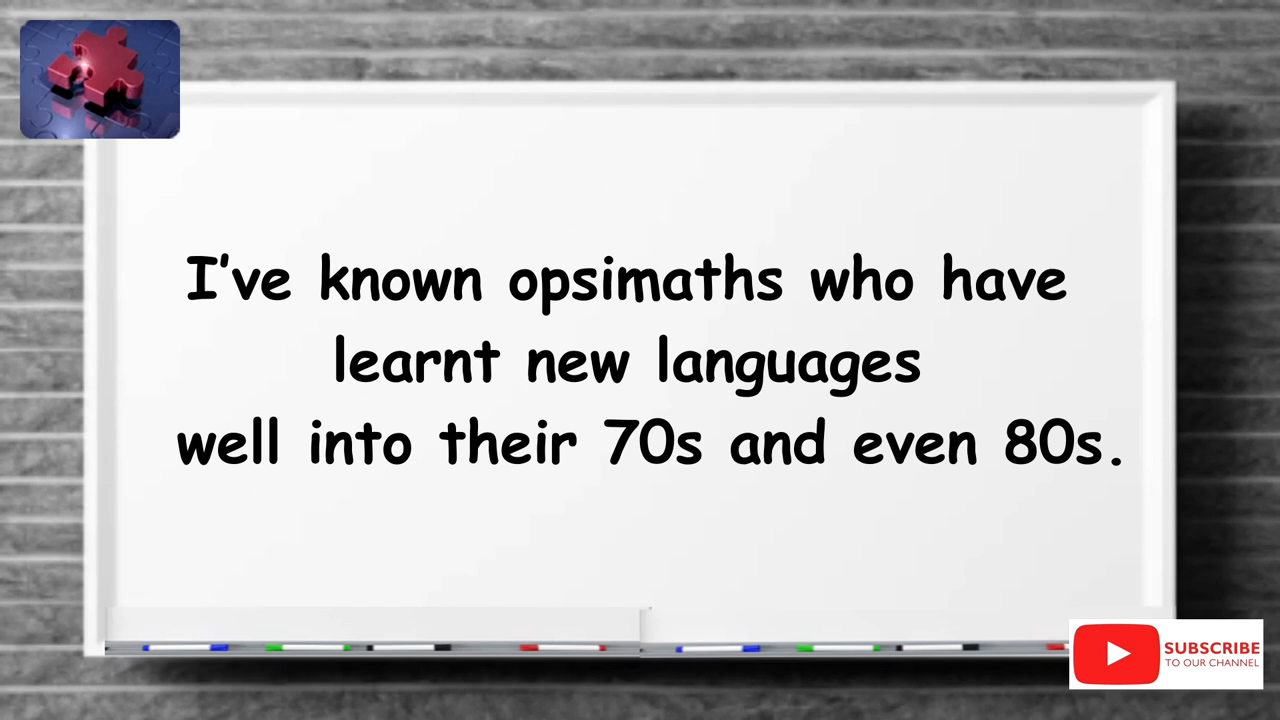 I've known opsimaths who have
learnt new languages
well into their 70s and even 80s.
SUBSCRIBE
TO OUR CHANNEL